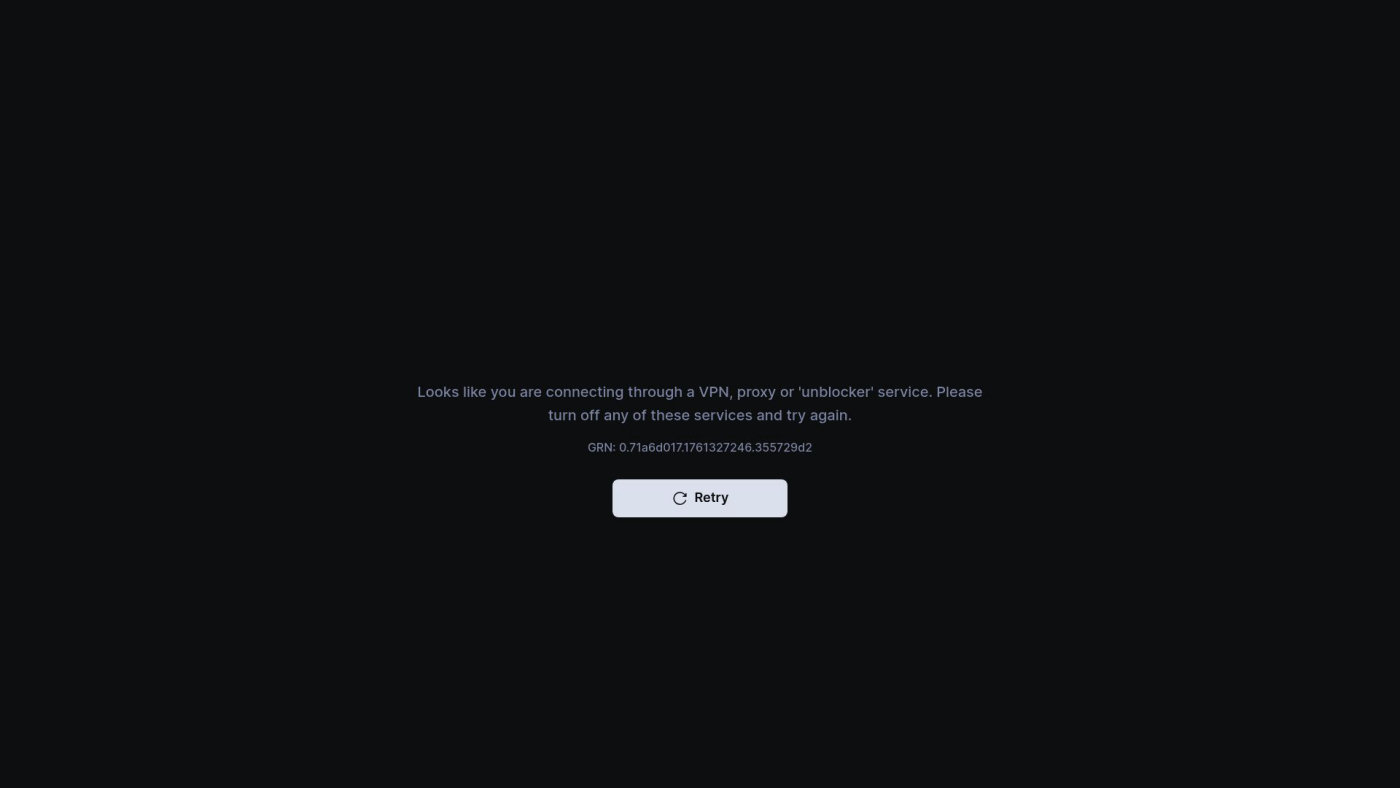 Looks like you are connecting through a VPN, proxy or 'unblocker' service. Please
turn off any of these services and try again.
GRN: 0.71a6d017.1761327246.355729d2
Retry